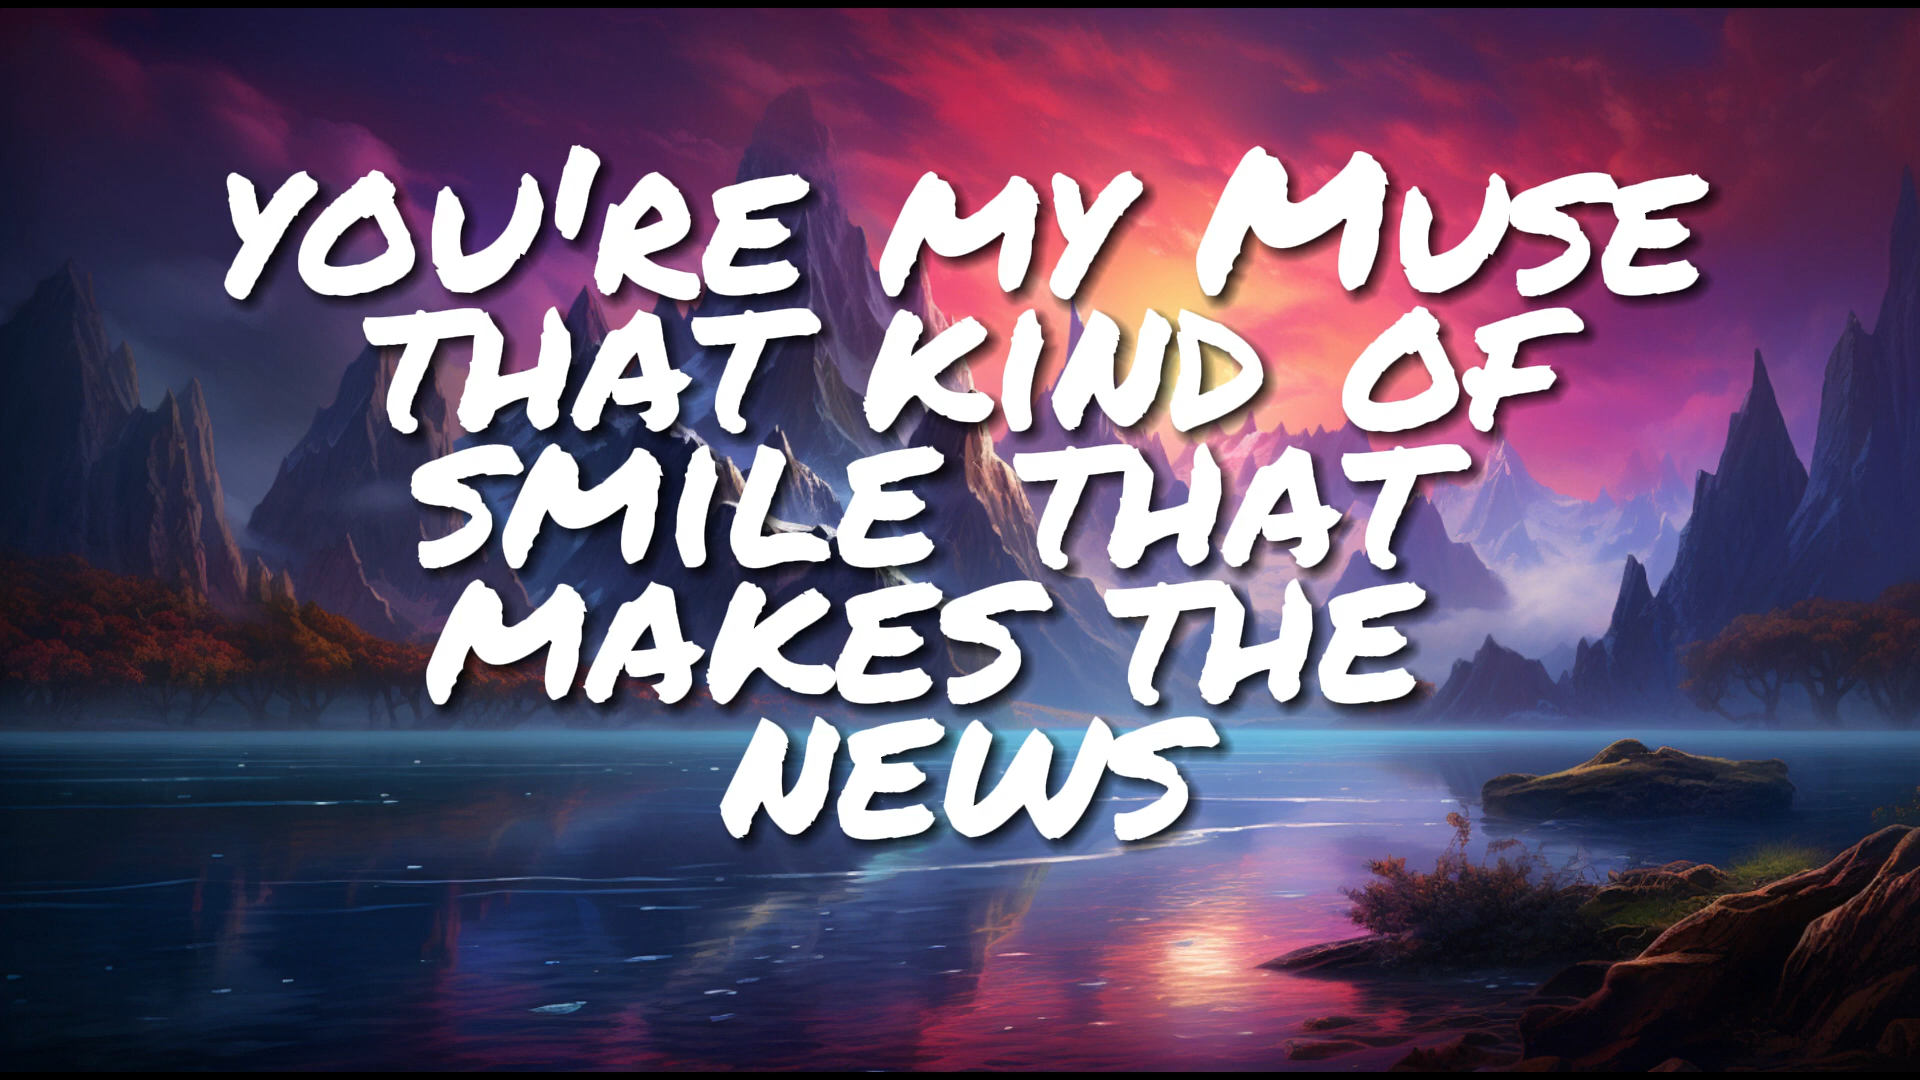 you're my Muse
that kind of
smile that
makes the
news